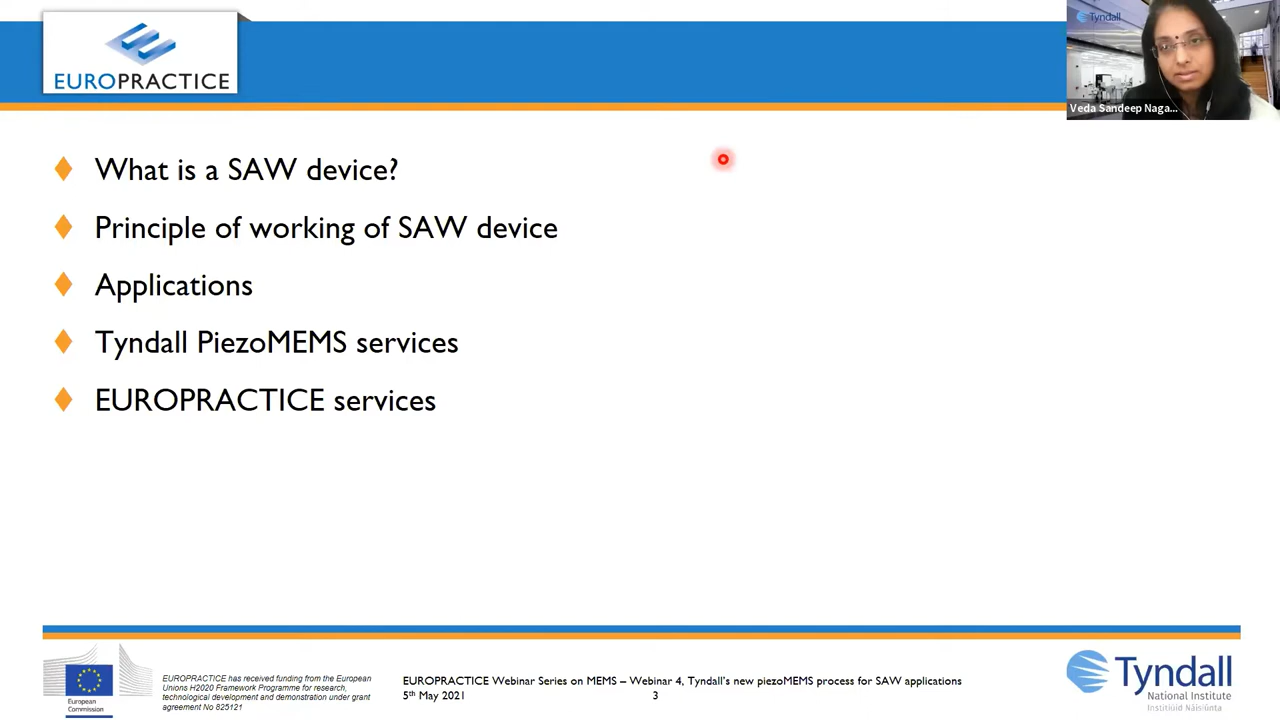 EUROPRACTICE
Tyndall
Veda Sandeep Naga...
What is a SAW device?
Principle of working of SAW device
Applications
Tyndall PiezoMEMS services
EUROPRACTICE services
European
Commission
EUROPRACTICE has received funding from the European
Unions H2020 Framework Programme for research,
technological development and demonstration under grant
agreement No 825121
EUROPRACTICE Webinar Series on MEMS – Webinar 4, Tyndall's new piezoMEMS process for SAW applications
5th May 2021 3
Tyndall
National Institute
Institiúid Náisiúnta